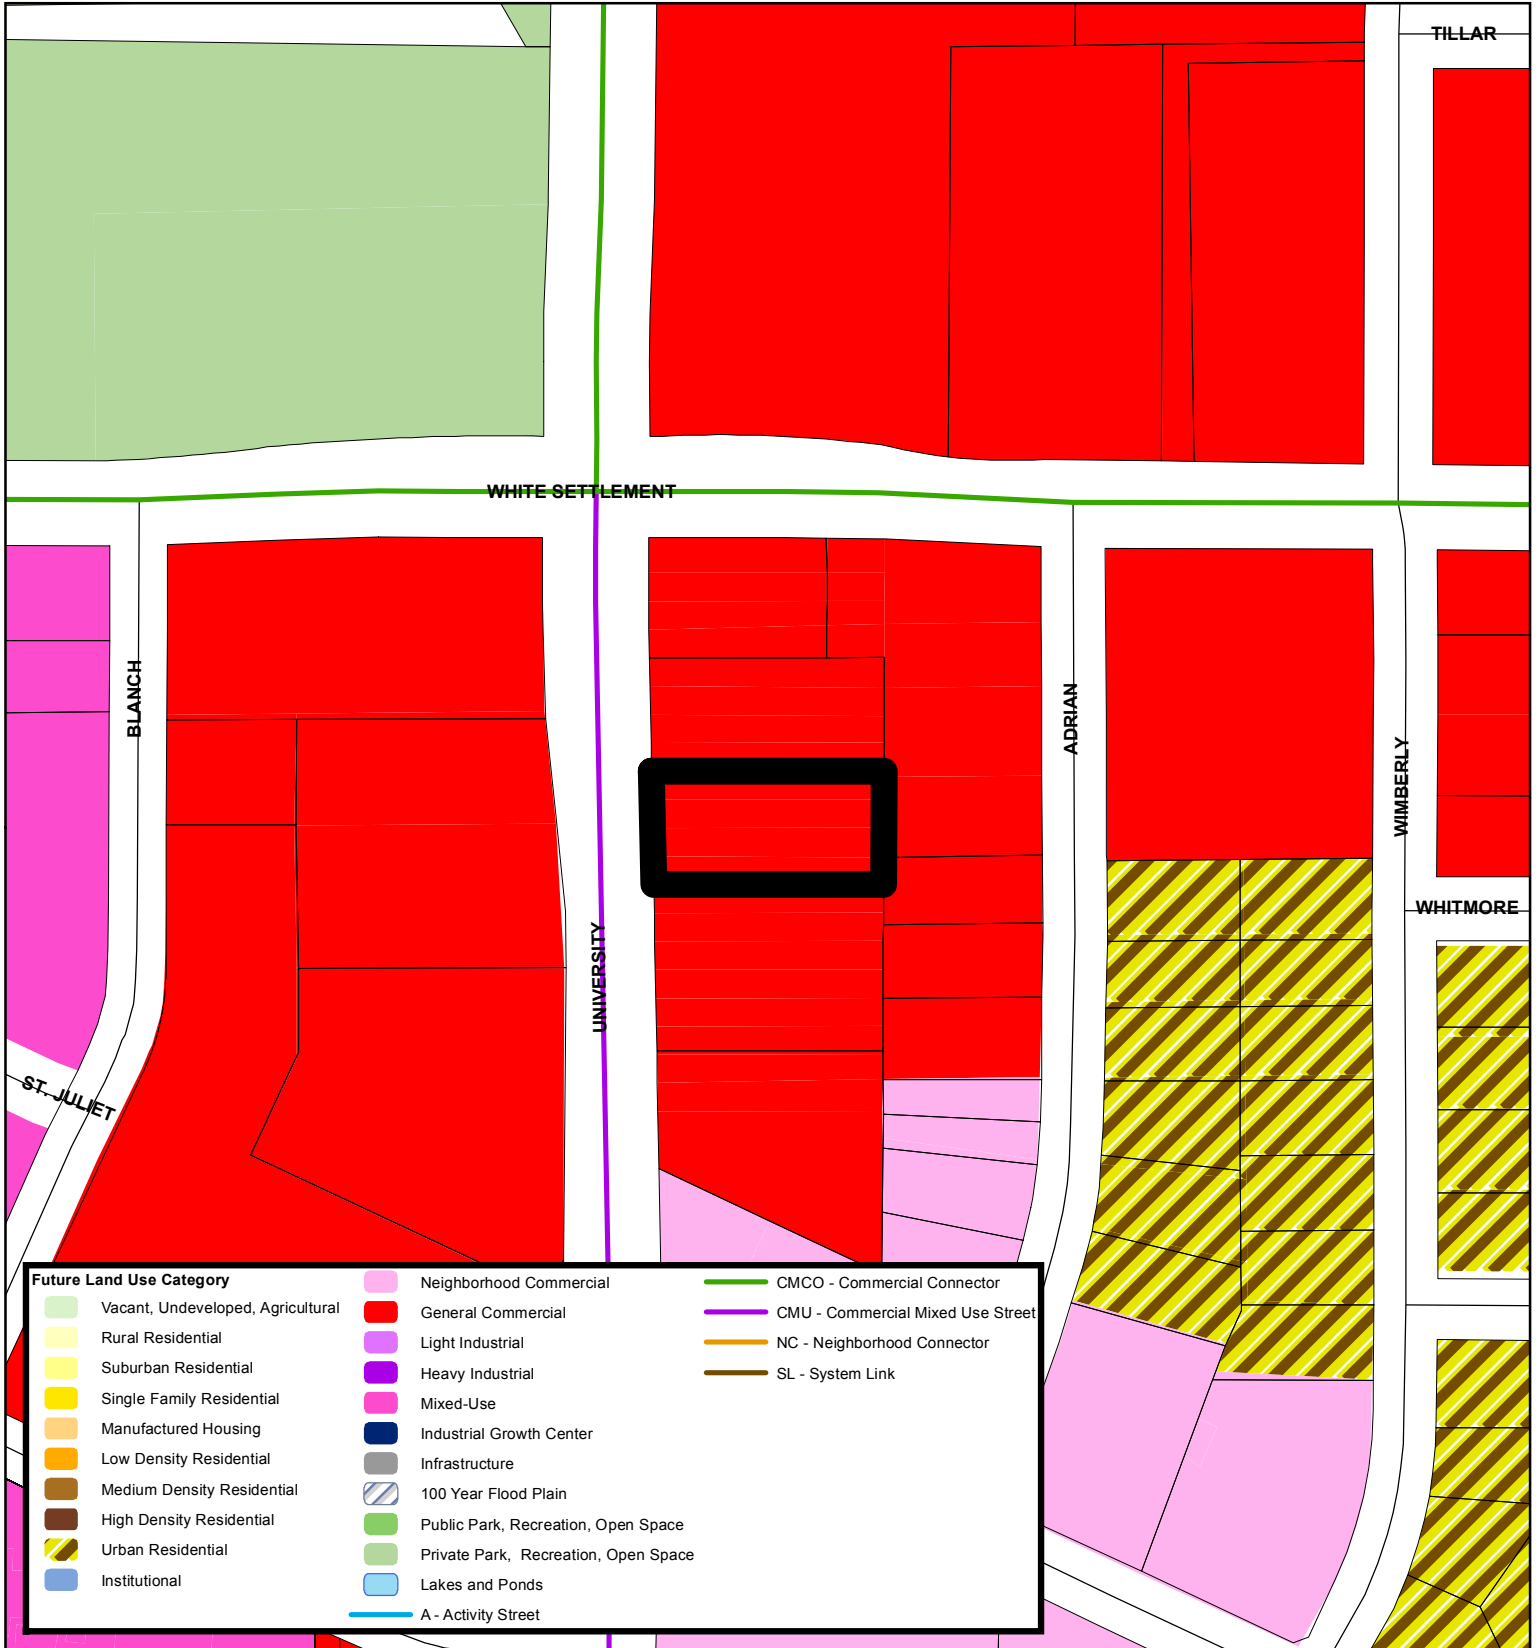 TILLAR
WHITE SETTLEMENT
BLANCH
ADRIAN
WIMBERLY
WHITMORE
UNIVERSITY
ST. JULIET
Future Land Use Category
Vacant, Undeveloped, Agricultural
Rural Residential
Suburban Residential
Single Family Residential
Manufactured Housing
Low Density Residential
Medium Density Residential
High Density Residential
Urban Residential
Institutional
Neighborhood Commercial
General Commercial
Light Industrial
Heavy Industrial
Mixed-Use
Industrial Growth Center
Infrastructure
100 Year Flood Plain
Public Park, Recreation, Open Space
Private Park, Recreation, Open Space
Lakes and Ponds
A - Activity Street
CMCO - Commercial Connector
CMU - Commercial Mixed Use Street
NC - Neighborhood Connector
SL - System Link